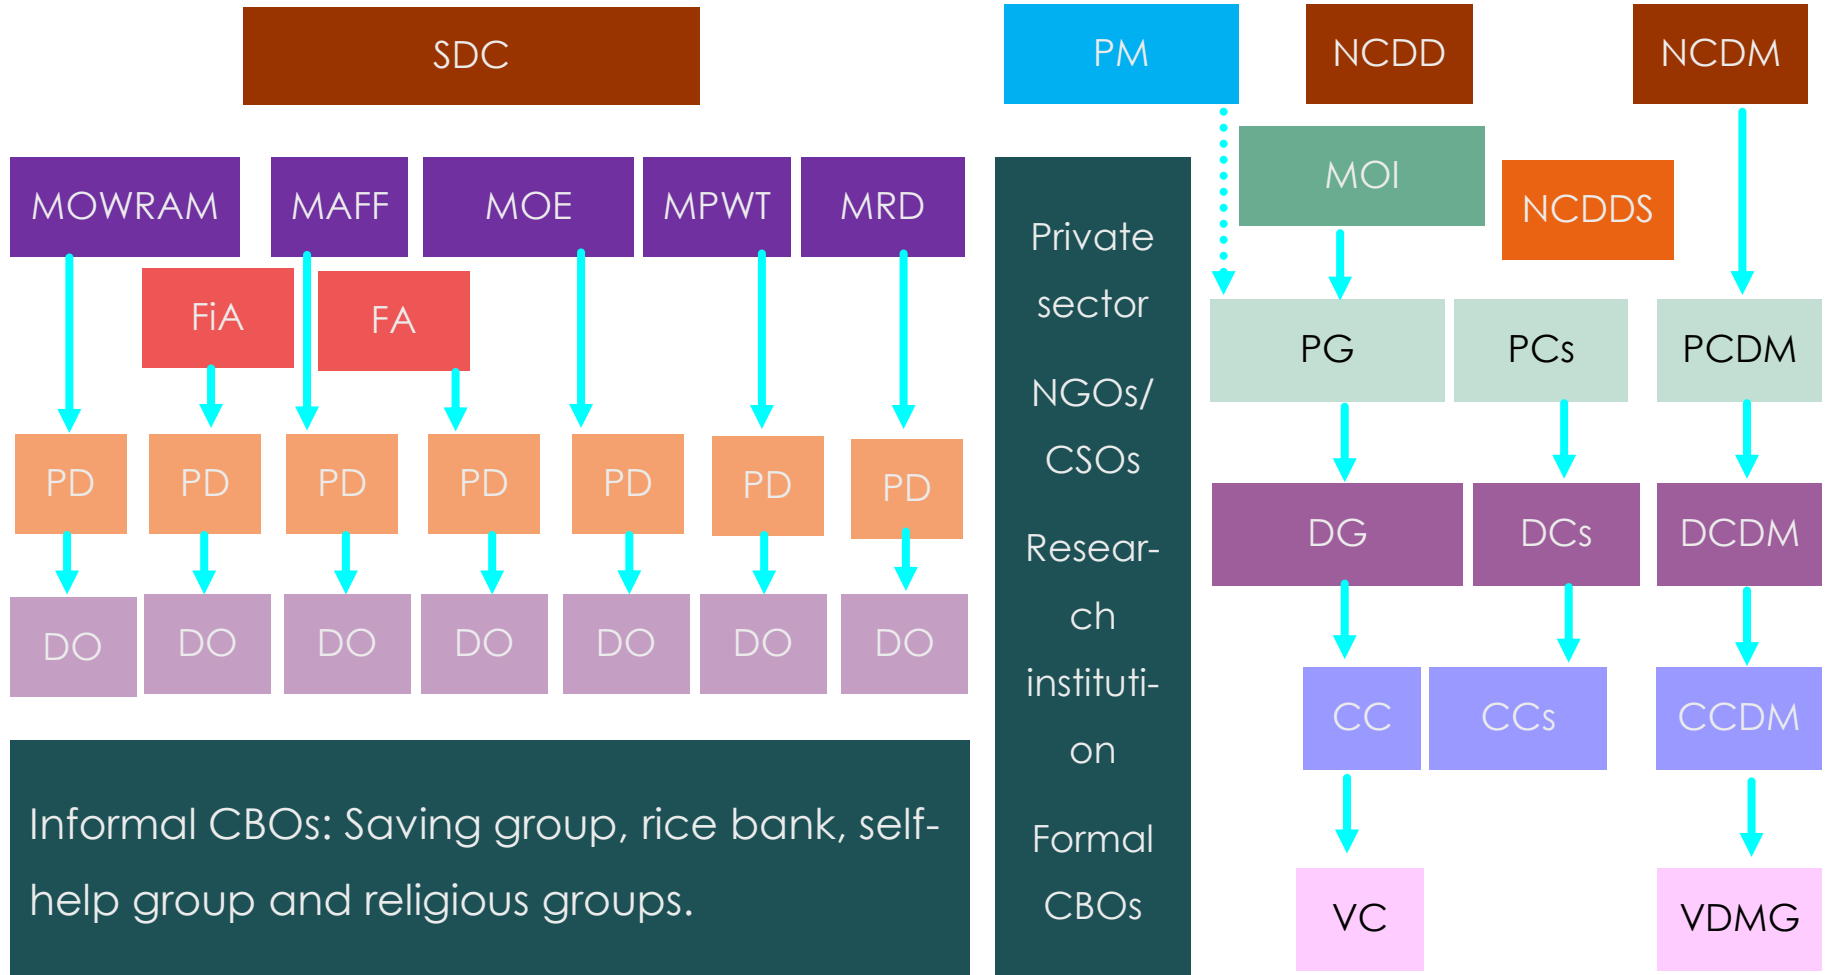 SDC
PM
NCDD
NCDM
MOI
NCDDS
MOWRAM
MAFF
MOE
MPWT
MRD
FiA
FA
PD
PD
PD
PD
PD
PD
PD
DO
DO
DO
DO
DO
DO
DO
Informal CBOs: Saving group, rice bank, self-
help group and religious groups.
Private
sector
NGOs/
CSOs
Resear-
ch
instituti-
on
Formal
CBOs
PG
PCs
PCDM
DG
DCs
DCDM
CC
CCs
CCDM
VC
VDMG